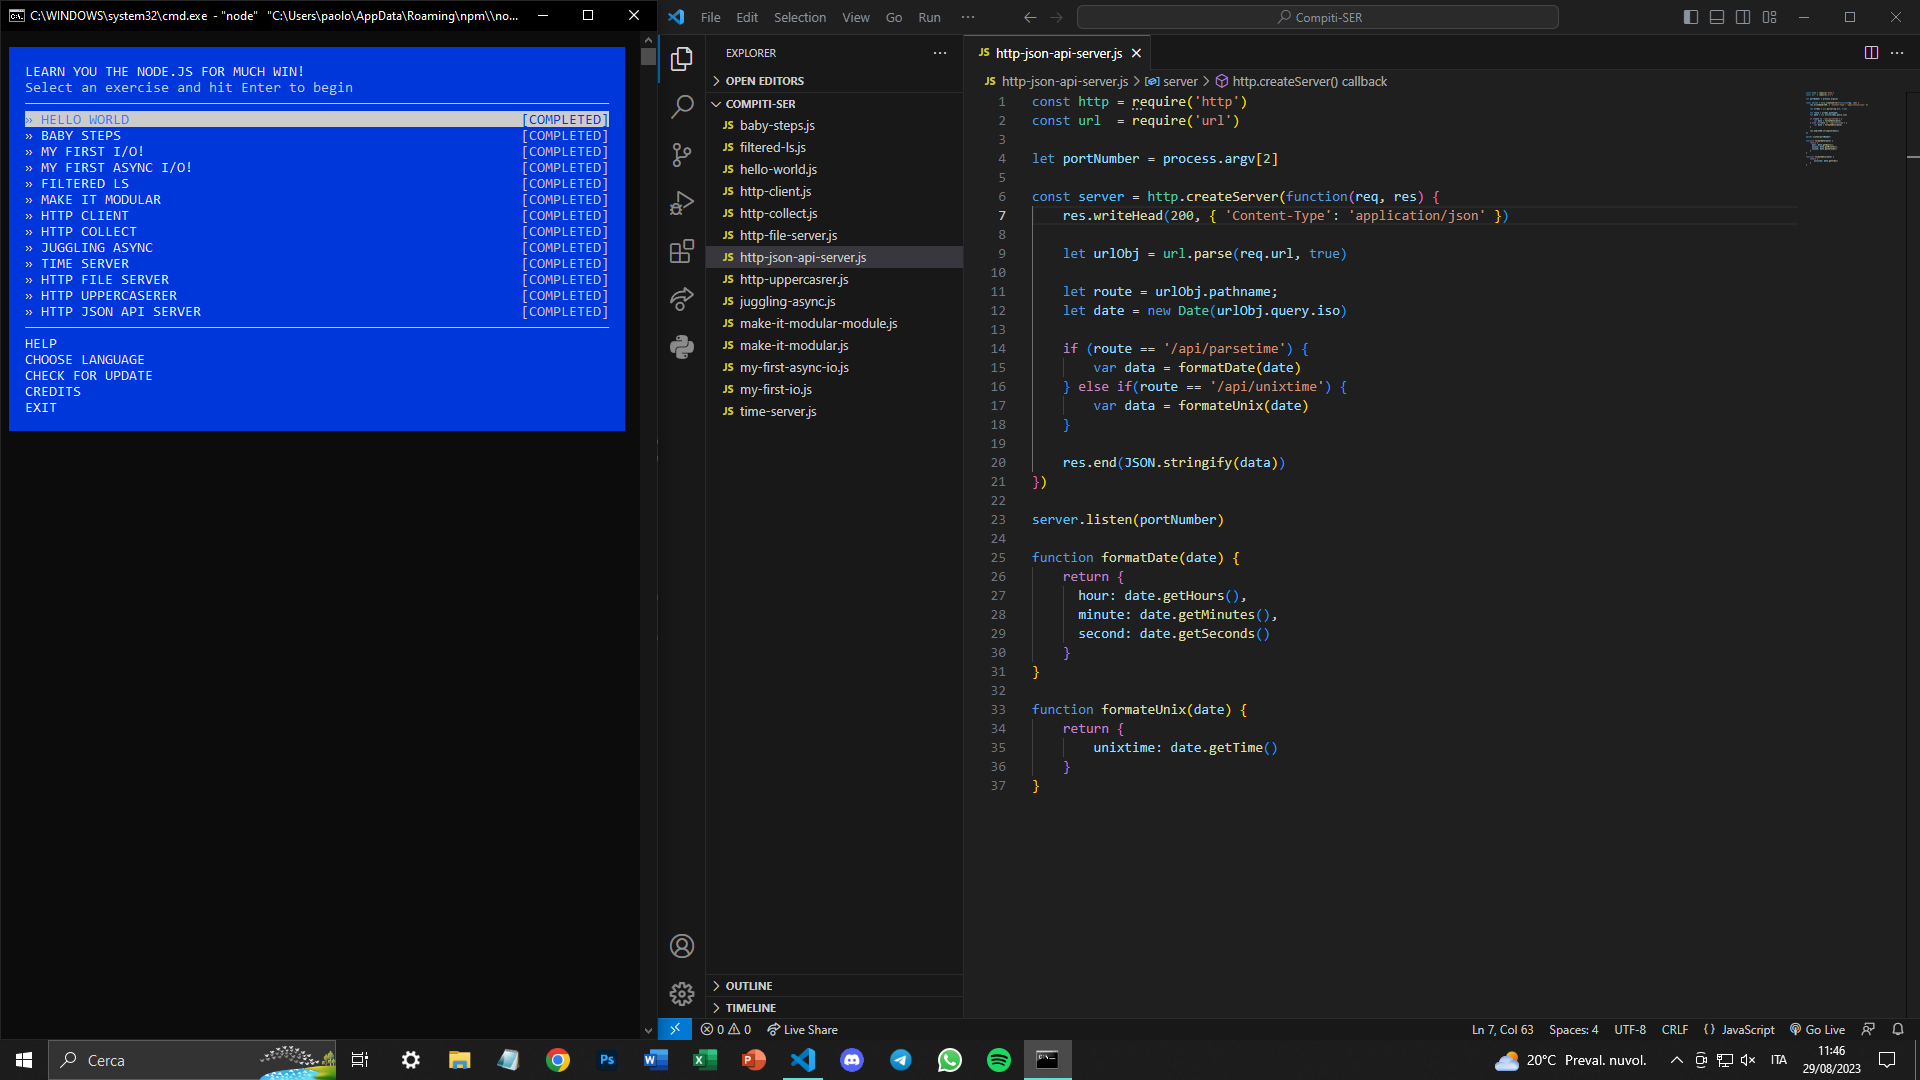 C:\WINDOWS\system32\cmd.exe - "node" "C:\Users\paolo\AppData\Roaming\npm\\no...
LEARN YOU THE NODE.JS FOR MUCH WIN!
Select an exercise and hit Enter to begin
» HELLO WORLD [COMPLETED]
» BABY STEPS [COMPLETED]
» MY FIRST I/O! [COMPLETED]
» MY FIRST ASYNC I/O! [COMPLETED]
» FILTERED LS [COMPLETED]
» MAKE IT MODULAR [COMPLETED]
» HTTP CLIENT [COMPLETED]
» HTTP COLLECT [COMPLETED]
» JUGGLING ASYNC [COMPLETED]
» TIME SERVER [COMPLETED]
» HTTP FILE SERVER [COMPLETED]
» HTTP UPPERCASERER [COMPLETED]
» HTTP JSON API SERVER [COMPLETED]
HELP
CHOOSE LANGUAGE
CHECK FOR UPDATE
CREDITS
EXIT
File Edit Selection View Go Run ··· Compiti-SER
EXPLORER ···
OPEN EDITORS
COMPITI-SER
JS baby-steps.js
JS filtered-ls.js
JS hello-world.js
JS http-client.js
JS http-collect.js
JS http-file-server.js
JS http-json-api-server.js
JS http-uppercasrer.js
JS juggling-async.js
JS make-it-modular-module.js
JS make-it-modular.js
JS my-first-async-io.js
JS my-first-io.js
JS time-server.js
OUTLINE
TIMELINE
JS http-json-api-server.js
JS http-json-api-server.js > server > http.createServer() callback
1 const http = require('http')
2 const url  = require('url')
3
4 let portNumber = process.argv[2]
5
6 const server = http.createServer(function(req, res) {
7     res.writeHead(200, { 'Content-Type': 'application/json' })
8
9     let urlObj = url.parse(req.url, true)
10
11     let route = urlObj.pathname;
12     let date = new Date(urlObj.query.iso)
13
14     if (route == '/api/parsetime') {
15         var data = formatDate(date)
16     } else if(route == '/api/unixtime') {
17         var data = formateUnix(date)
18     }
19
20     res.end(JSON.stringify(data))
21 })
22
23 server.listen(portNumber)
24
25 function formatDate(date) {
26     return {
27       hour: date.getHours(),
28       minute: date.getMinutes(),
29       second: date.getSeconds()
30     }
31 }
32
33 function formateUnix(date) {
34     return {
35         unixtime: date.getTime()
36     }
37 }
0 0 Live Share Ln 7, Col 63 Spaces: 4 UTF-8 CRLF {} JavaScript Go Live
Cerca Ps 20°C Preval. nuvol. ITA 11:46
29/08/2023